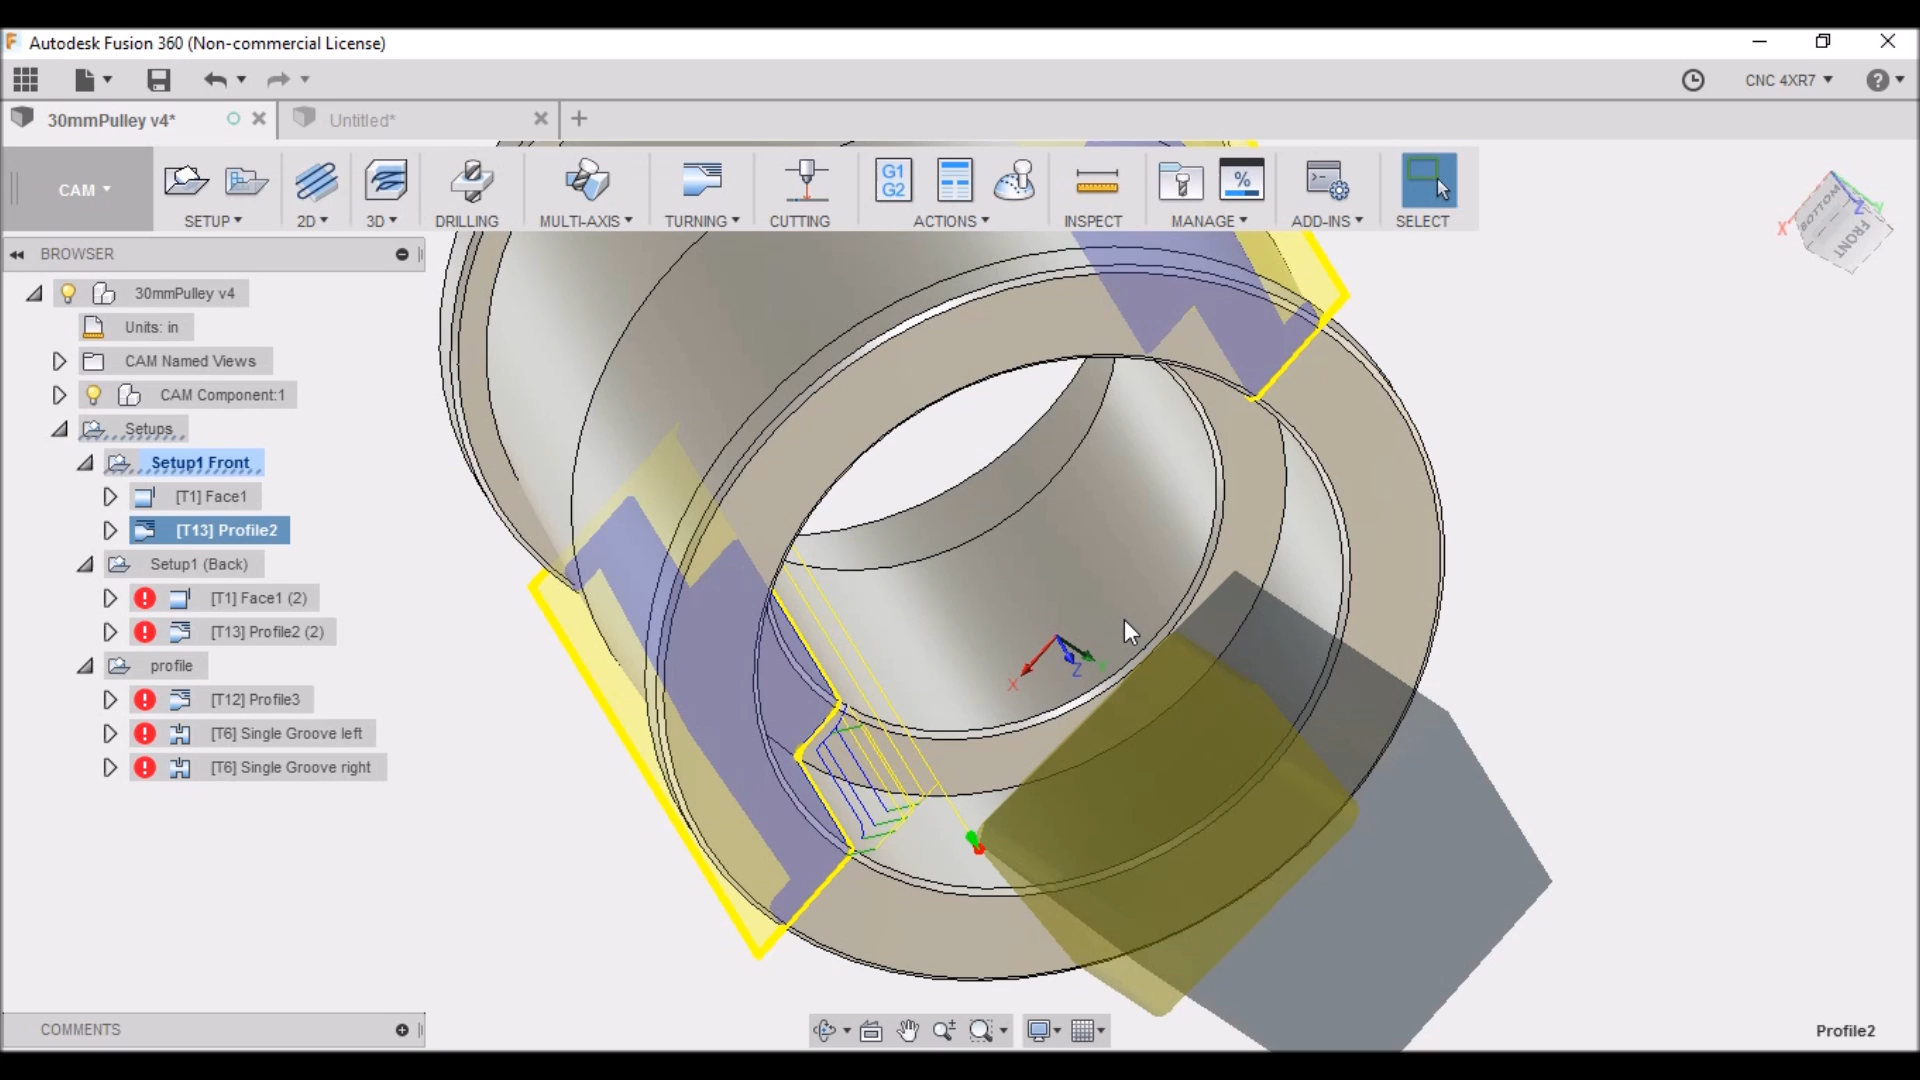 Autodesk Fusion 360 (Non-commercial License)
CNC 4XR7
30mmPulley v4*
Untitled*
CAM
G1
G2
%
SETUP
2D
3D
DRILLING
MULTI-AXIS
TURNING
CUTTING
ACTIONS
INSPECT
MANAGE
ADD-INS
SELECT
BOTTOM
FRONT
X
Y
Z
BROWSER
30mmPulley v4
Units: in
CAM Named Views
CAM Component:1
Setups
Setup1 Front
[T1] Face1
[T13] Profile2
Setup1 (Back)
[T1] Face1 (2)
[T13] Profile2 (2)
profile
[T12] Profile3
[T6] Single Groove left
[T6] Single Groove right
X
Z
COMMENTS
Profile2